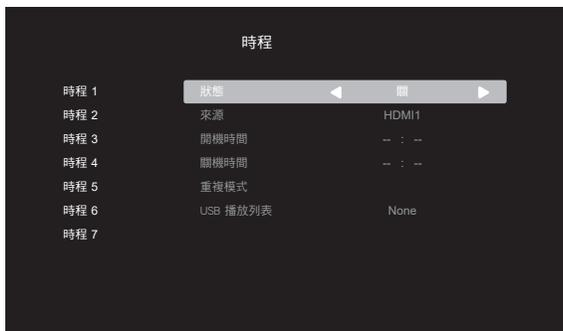 時程
時程 1 狀態 關
時程 2 來源 HDMI1
時程 3 開機時間 -- : --
時程 4 關機時間 -- : --
時程 5 重複模式
時程 6 USB 播放列表 None
時程 7